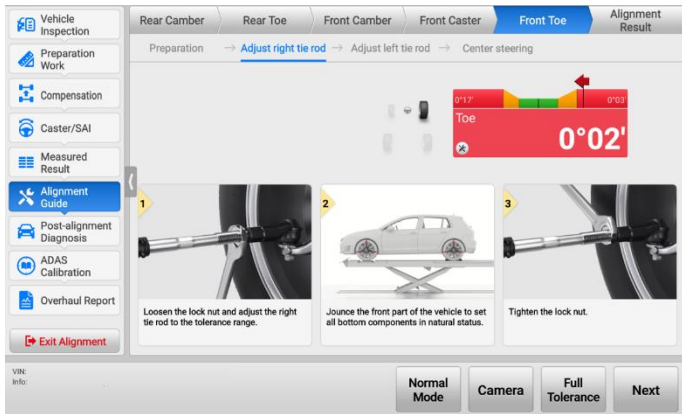 Vehicle
Inspection
Preparation
Work
Compensation
Caster/SAI
Measured
Result
Alignment
Guide
Post-alignment
Diagnosis
ADAS
Calibration
Overhaul Report
Exit Alignment
Rear Camber
Rear Toe
Front Camber
Front Caster
Front Toe
Alignment
Result
Preparation
→ Adjust right tie rod
→ Adjust left tie rod
→ Center steering
0°17'
0°03'
Toe
0°02'
1
2
3
Loosen the lock nut and adjust the right
tie rod to the tolerance range.
Jounce the front part of the vehicle to set
all bottom components in natural status.
Tighten the lock nut.
VIN:
Info:
Normal
Mode
Camera
Full
Tolerance
Next